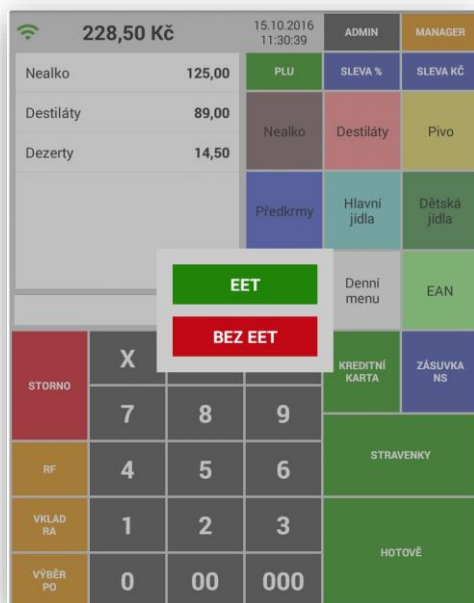 228,50 Kč
15.10.2016
11:30:39
ADMIN
MANAGER
Nealko 125,00
Destiláty 89,00
Dezerty 14,50
PLU
SLEVA %
SLEVA KČ
Nealko
Destiláty
Pivo
Předkrmy
Hlavní
jídla
Dětská
jídla
Denní
menu
EAN
EET
BEZ EET
STORNO
X
KREDITNÍ
KARTA
ZÁSUVKA
NS
7 8 9
STRAVENKY
RF
4 5 6
VKLAD
RA
1 2 3
HOTOVĚ
VÝBĚR
PO
0 00 000